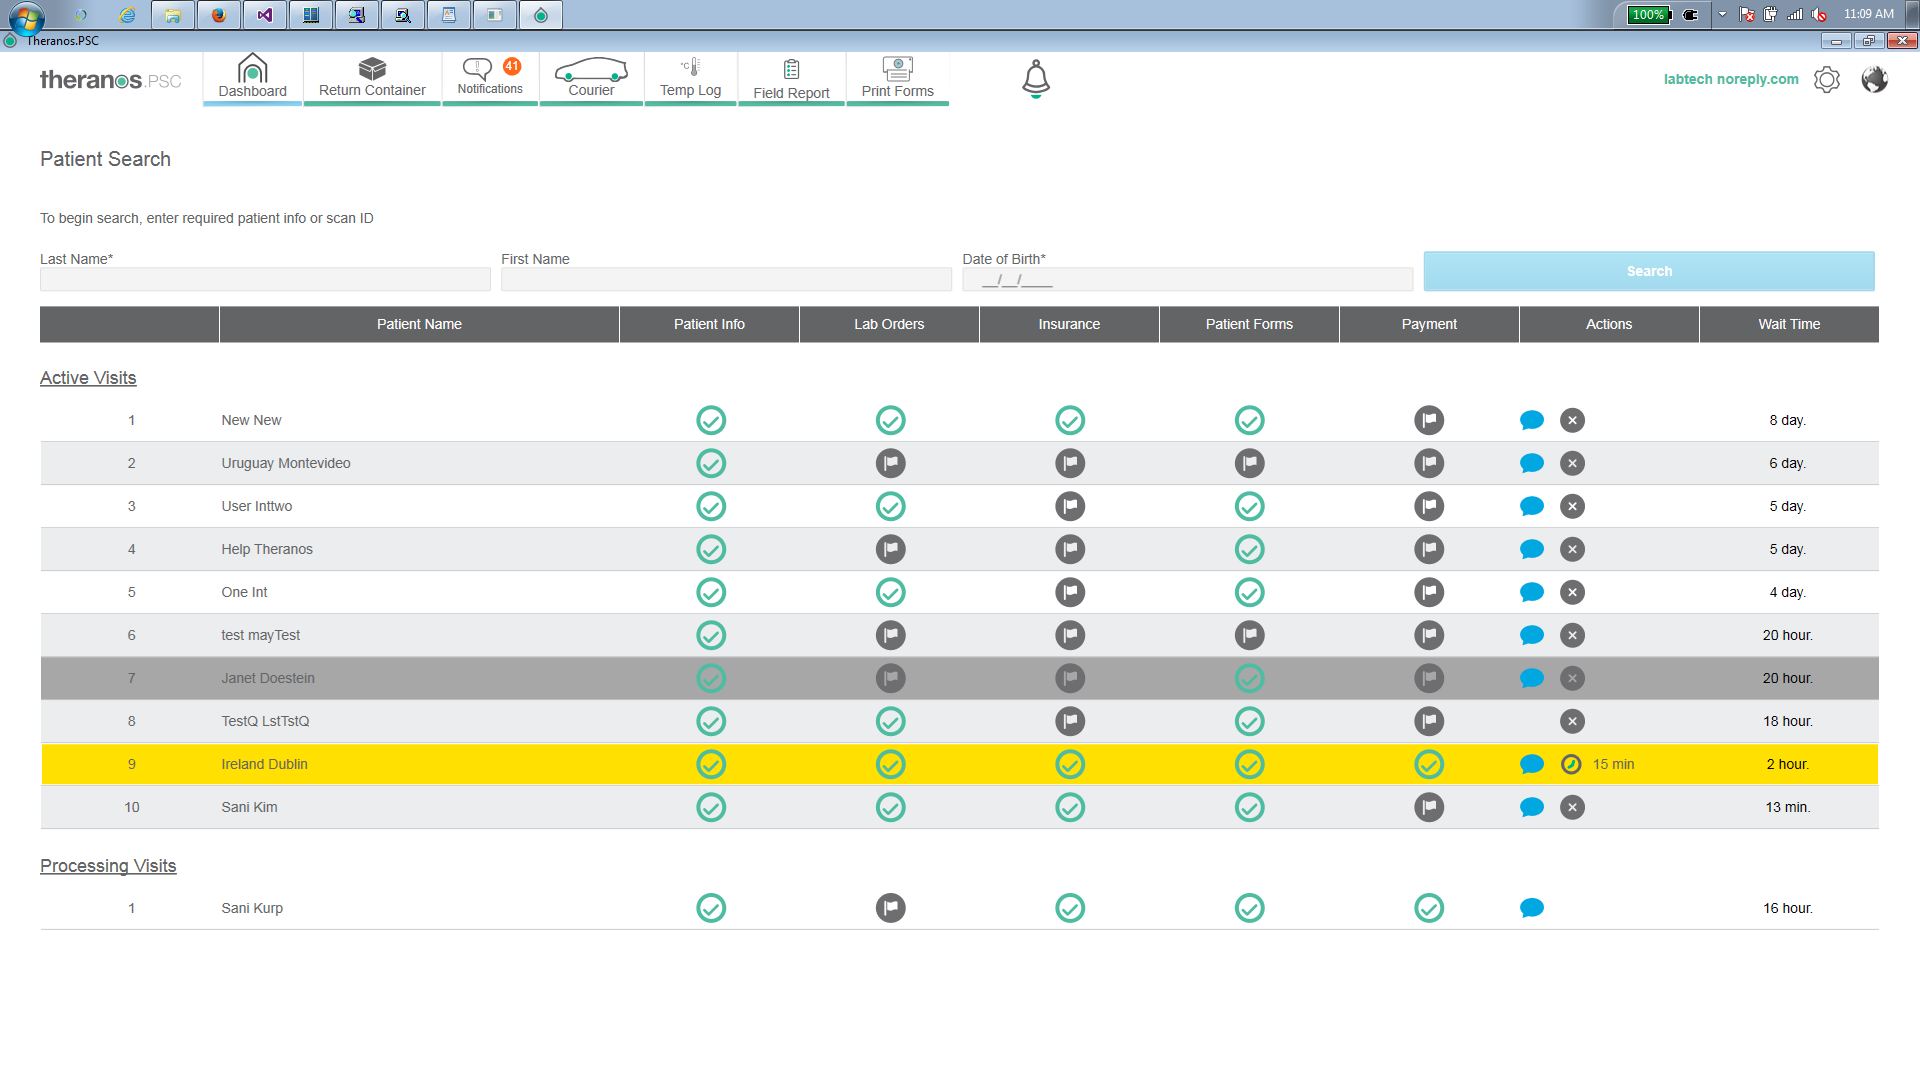 100%
11:09 AM
Theranos.PSC
theranos.PSC
Dashboard
Return Container
41
Notifications
Courier
°C
Temp Log
Field Report
Print Forms
labtech noreply.com
Patient Search
To begin search, enter required patient info or scan ID
Last Name*
First Name
Date of Birth*
__/__/____
Search
Patient Name Patient Info Lab Orders Insurance Patient Forms Payment Actions Wait Time
Active Visits
1 New New 8 day.
2 Uruguay Montevideo 6 day.
3 User Inttwo 5 day.
4 Help Theranos 5 day.
5 One Int 4 day.
6 test mayTest 20 hour.
7 Janet Doestein 20 hour.
8 TestQ LstTstQ 18 hour.
9 Ireland Dublin 15 min 2 hour.
10 Sani Kim 13 min.
Processing Visits
1 Sani Kurp 16 hour.